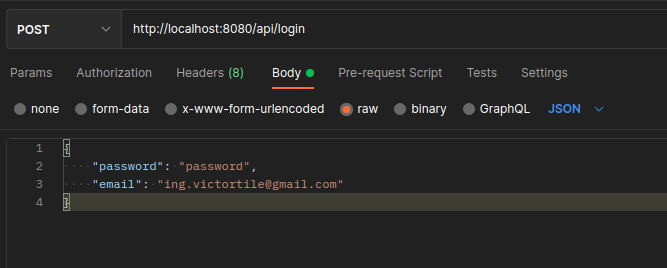 POST http://localhost:8080/api/login
Params Authorization Headers (8) Body Pre-request Script Tests Settings
none form-data x-www-form-urlencoded raw binary GraphQL JSON
1 {
2 "password": "password",
3 "email": "ing.victortile@gmail.com"
4 }